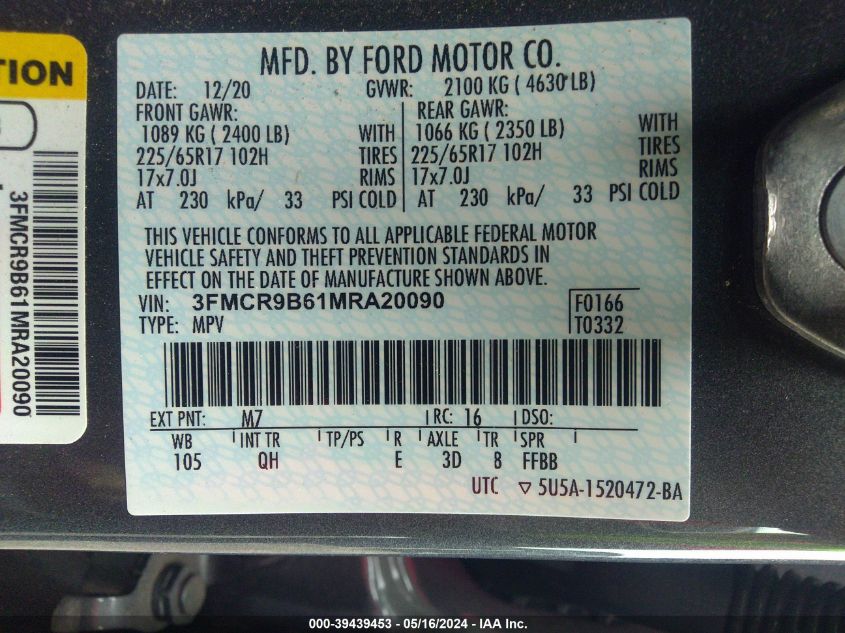 TION
3FMCR9B61MRA20090
MFD. BY FORD MOTOR CO.
DATE: 12/20 GVWR: 2100 KG ( 4630 LB)
FRONT GAWR: REAR GAWR:
1089 KG ( 2400 LB) WITH 1066 KG ( 2350 LB) WITH
225/65R17 102H TIRES 225/65R17 102H TIRES
17x7.0J RIMS 17x7.0J RIMS
AT 230 kPa/ 33 PSI COLD AT 230 kPa/ 33 PSI COLD
THIS VEHICLE CONFORMS TO ALL APPLICABLE FEDERAL MOTOR
VEHICLE SAFETY AND THEFT PREVENTION STANDARDS IN
EFFECT ON THE DATE OF MANUFACTURE SHOWN ABOVE.
VIN: 3FMCR9B61MRA20090 F0166
TYPE: MPV T0332
EXT PNT: M7 RC: 16 DSO:
WB INT TR TP/PS R AXLE TR SPR
105 QH E 3D 8 FFBB
UTC ▽ 5U5A-1520472-BA
000-39439453 - 05/16/2024 - IAA Inc.